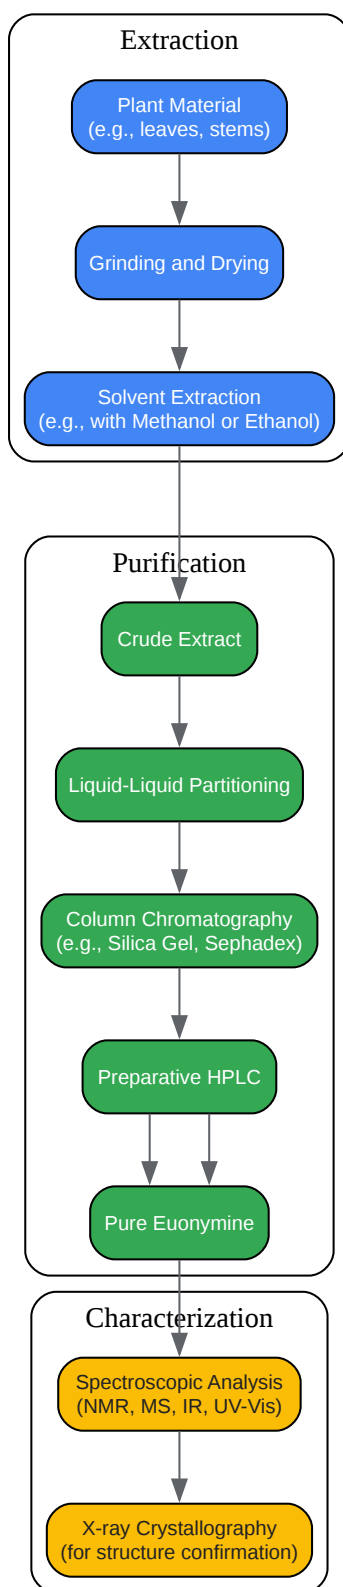 Extraction
Plant Material
(e.g., leaves, stems)
Grinding and Drying
Solvent Extraction
(e.g., with Methanol or Ethanol)
Purification
Crude Extract
Liquid-Liquid Partitioning
Column Chromatography
(e.g., Silica Gel, Sephadex)
Preparative HPLC
Pure Euonymine
Characterization
Spectroscopic Analysis
(NMR, MS, IR, UV-Vis)
X-ray Crystallography
(for structure confirmation)